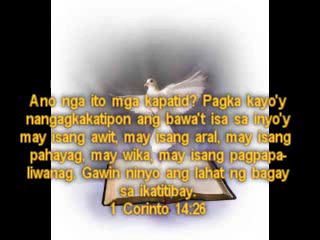 Ano nga ito mga kapatid? Pagka kayo'y
nangagkakatipon ang bawa't isa sa inyo'y
may isang awit, may isang aral, may isang
pahayag, may wika, may isang pagpapa-
liwanag. Gawin ninyo ang lahat ng bagay
sa ikatitibay.
1 Corinto 14:26